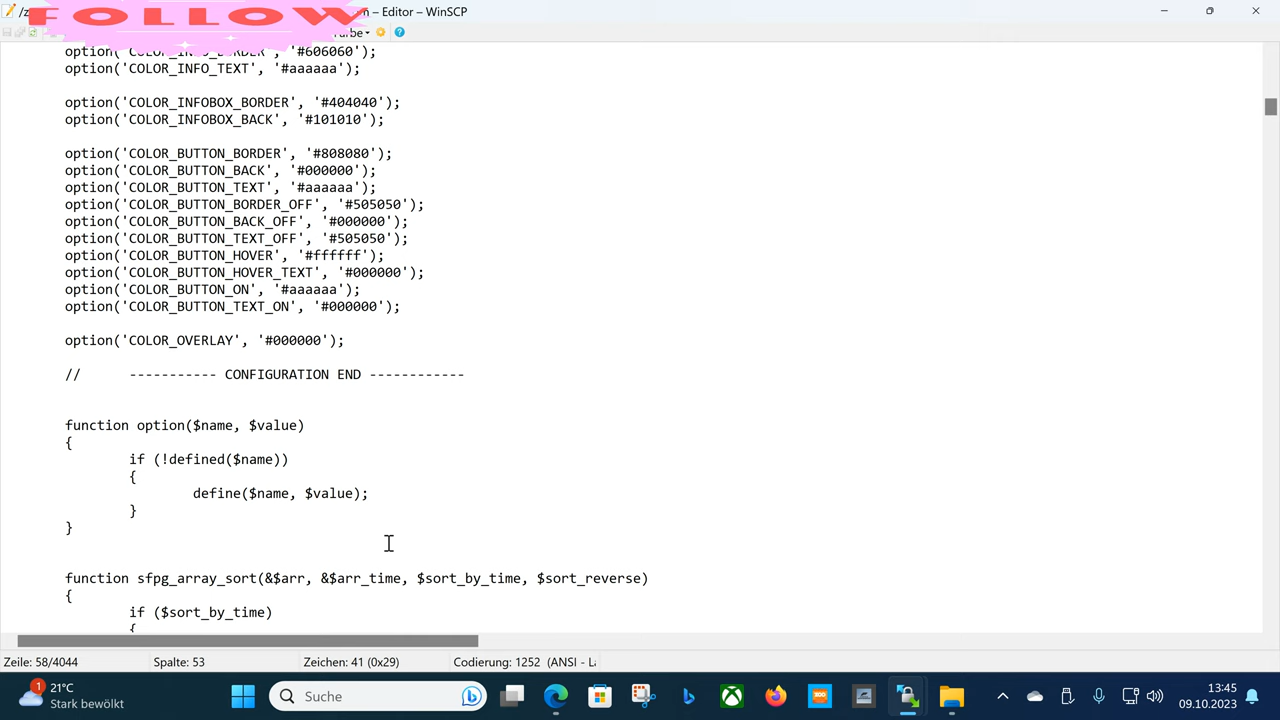 FOLLOW
– Editor – WinSCP
'#606060');
option('COLOR_INFO_TEXT', '#aaaaaa');
option('COLOR_INFOBOX_BORDER', '#404040');
option('COLOR_INFOBOX_BACK', '#101010');
option('COLOR_BUTTON_BORDER', '#808080');
option('COLOR_BUTTON_BACK', '#000000');
option('COLOR_BUTTON_TEXT', '#aaaaaa');
option('COLOR_BUTTON_BORDER_OFF', '#505050');
option('COLOR_BUTTON_BACK_OFF', '#000000');
option('COLOR_BUTTON_TEXT_OFF', '#505050');
option('COLOR_BUTTON_HOVER', '#ffffff');
option('COLOR_BUTTON_HOVER_TEXT', '#000000');
option('COLOR_BUTTON_ON', '#aaaaaa');
option('COLOR_BUTTON_TEXT_ON', '#000000');
option('COLOR_OVERLAY', '#000000');
// ----------- CONFIGURATION END ------------
function option($name, $value)
{
if (!defined($name))
{
define($name, $value);
}
}
function sfpg_array_sort(&$arr, &$arr_time, $sort_by_time, $sort_reverse)
{
if ($sort_by_time)
{
Zeile: 58/4044 Spalte: 53 Zeichen: 41 (0x29) Codierung: 1252 (ANSI - La
1
21°C
Stark bewölkt
Suche
13:45
09.10.2023